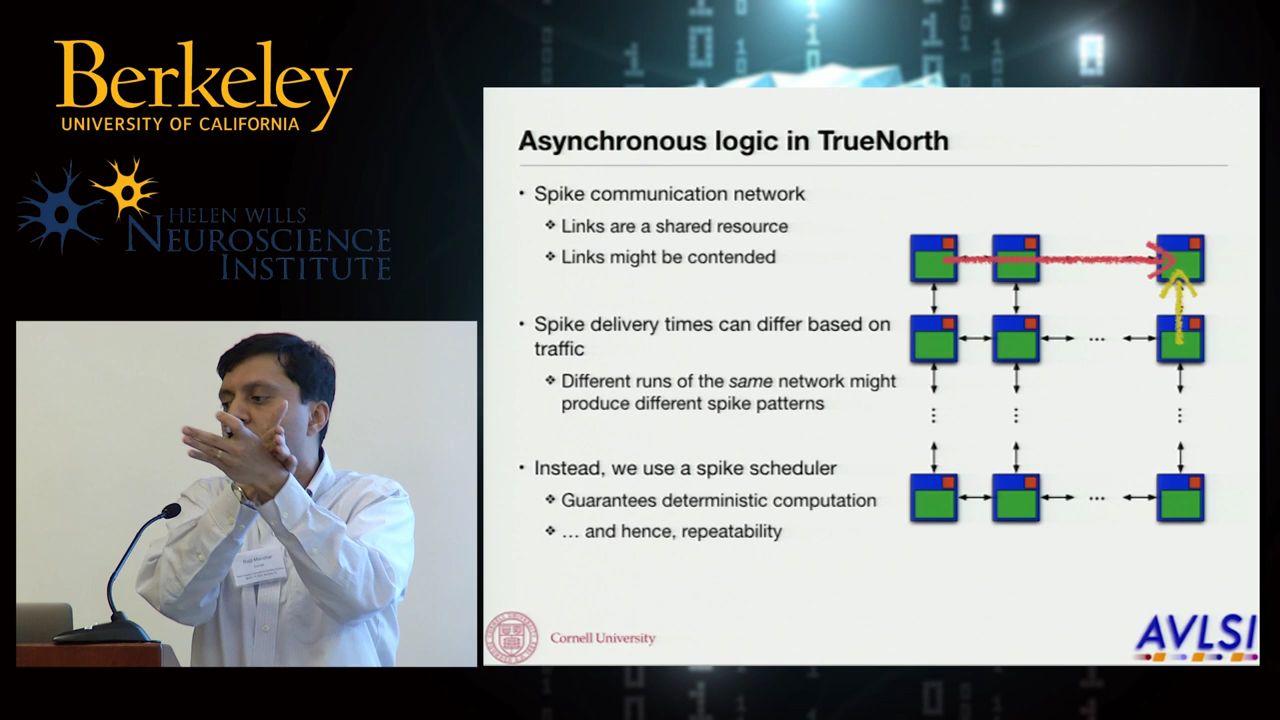 Berkeley
UNIVERSITY OF CALIFORNIA
HELEN WILLS
NEUROSCIENCE
INSTITUTE
Asynchronous logic in TrueNorth
• Spike communication network
❖ Links are a shared resource
❖ Links might be contended
• Spike delivery times can differ based on
traffic
❖ Different runs of the same network might
produce different spike patterns
• Instead, we use a spike scheduler
❖ Guarantees deterministic computation
❖ … and hence, repeatability
...
...
Cornell University
AVLSI